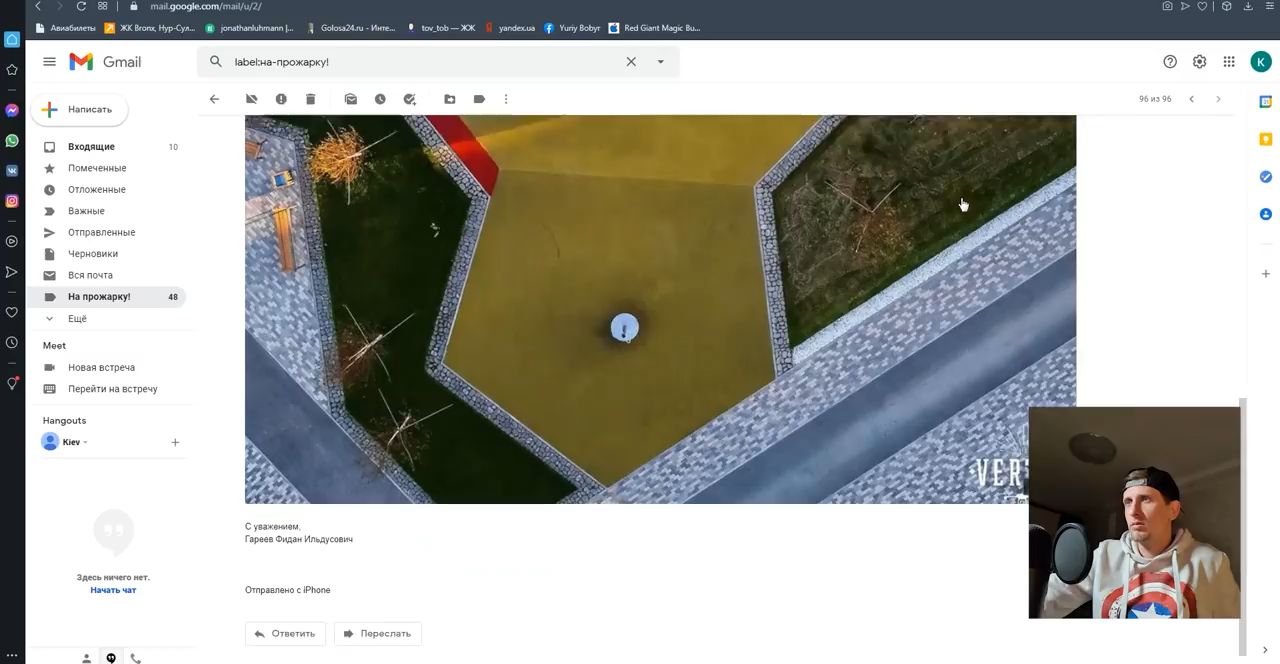 mail.google.com/mail/u/2/
Авиабилеты
ЖК Bronx, Нур-Сул...
jonathanluhmann |...
Golosa24.ru - Инте...
tov_tob — ЖЖ
yandex.ua
Yuriy Bobyr
Red Giant Magic Bu...
Gmail
label:на-прожарку!
K
Написать
96 из 96
Входящие 10
Помеченные
Отложенные
Важные
Отправленные
Черновики
Вся почта
На прожарку! 48
Ещё
Meet
Новая встреча
Перейти на встречу
Hangouts
Kiev
Здесь ничего нет.
Начать чат
VER
С уважением,
Гареев Фидан Ильдусович
Отправлено с iPhone
Ответить
Переслать